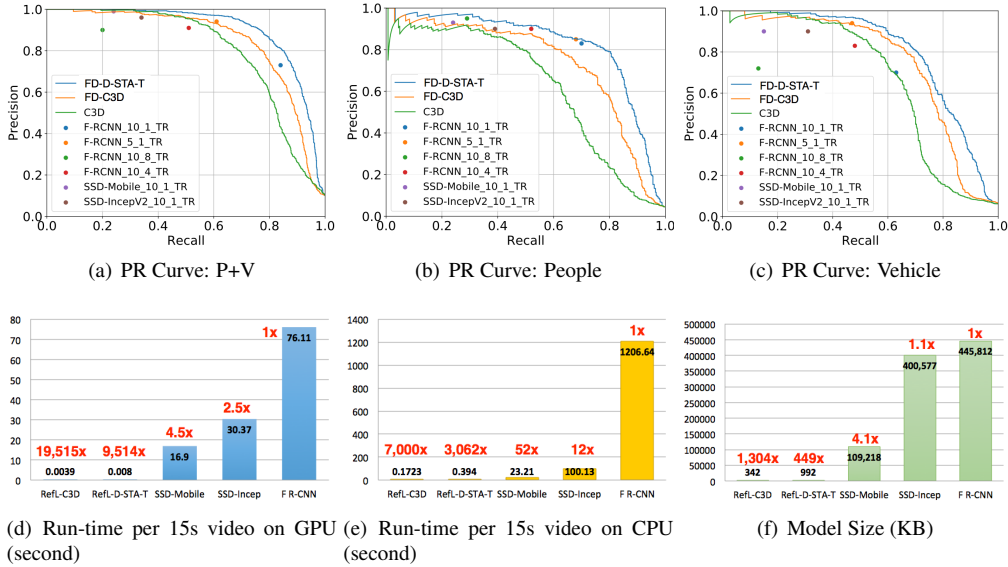 1.0
0.8
0.6
0.4
0.2
0.0
Precision
FD-D-STA-T
FD-C3D
C3D
F-RCNN_10_1_TR
F-RCNN_5_1_TR
F-RCNN_10_8_TR
F-RCNN_10_4_TR
SSD-Mobile_10_1_TR
SSD-IncepV2_10_1_TR
0.0 0.2 0.4 0.6 0.8 1.0
Recall
(a) PR Curve: P+V
1.0
0.8
0.6
0.4
0.2
0.0
Precision
FD-D-STA-T
FD-C3D
C3D
F-RCNN_10_1_TR
F-RCNN_5_1_TR
F-RCNN_10_8_TR
F-RCNN_10_4_TR
SSD-Mobile_10_1_TR
SSD-IncepV2_10_1_TR
0.0 0.2 0.4 0.6 0.8 1.0
Recall
(b) PR Curve: People
1.0
0.8
0.6
0.4
0.2
0.0
Precision
FD-D-STA-T
FD-C3D
C3D
F-RCNN_10_1_TR
F-RCNN_5_1_TR
F-RCNN_10_8_TR
F-RCNN_10_4_TR
SSD-Mobile_10_1_TR
SSD-IncepV2_10_1_TR
0.0 0.2 0.4 0.6 0.8 1.0
Recall
(c) PR Curve: Vehicle
80
70
60
50
40
30
20
10
0
19,515x 9,514x 4.5x 2.5x 1x
0.0039 0.008 16.9 30.37 76.11
RefL-C3D RefL-D-STA-T SSD-Mobile SSD-Incep F R-CNN
(d) Run-time per 15s video on GPU
(second)
1400
1200
1000
800
600
400
200
0
7,000x 3,062x 52x 12x 1x
0.1723 0.394 23.21 100.13 1206.64
RefL-C3D RefL-D-STA-T SSD-Mobile SSD-Incep F R-CNN
(e) Run-time per 15s video on CPU
(second)
500000
450000
400000
350000
300000
250000
200000
150000
100000
50000
0
1,304x 449x 4.1x 1.1x 1x
342 992 109,218 400,577 445,812
RefL-C3D RefL-D-STA-T SSD-Mobile SSD-Incep F R-CNN
(f) Model Size (KB)